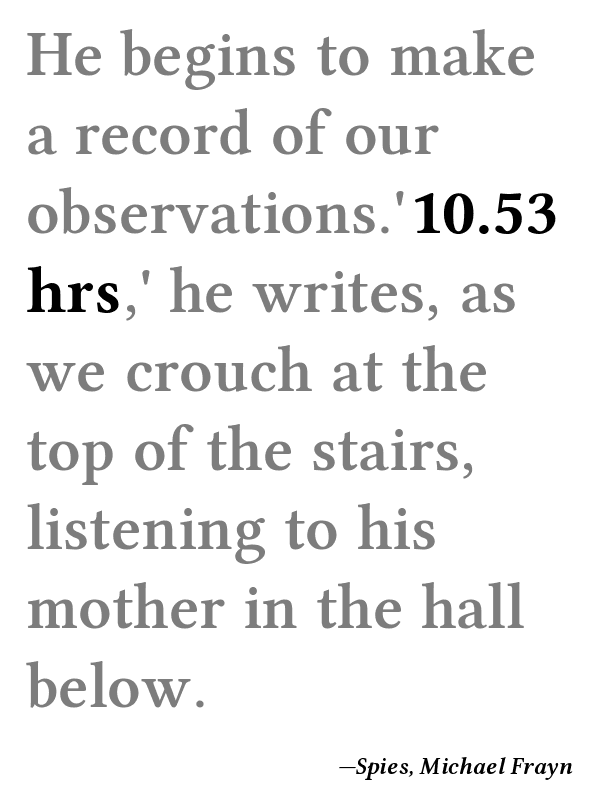 He begins to make
a record of our
observations.'10.53
hrs,' he writes, as
we crouch at the
top of the stairs,
listening to his
mother in the hall
below.
—Spies, Michael Frayn